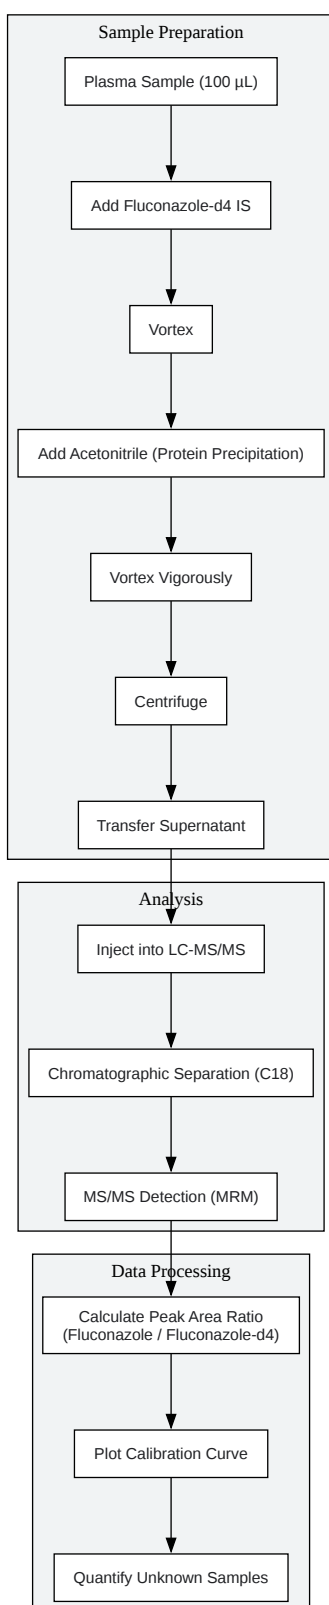 Sample Preparation
Plasma Sample (100 µL)
Add Fluconazole-d4 IS
Vortex
Add Acetonitrile (Protein Precipitation)
Vortex Vigorously
Centrifuge
Transfer Supernatant
Analysis
Inject into LC-MS/MS
Chromatographic Separation (C18)
MS/MS Detection (MRM)
Data Processing
Calculate Peak Area Ratio
(Fluconazole / Fluconazole-d4)
Plot Calibration Curve
Quantify Unknown Samples